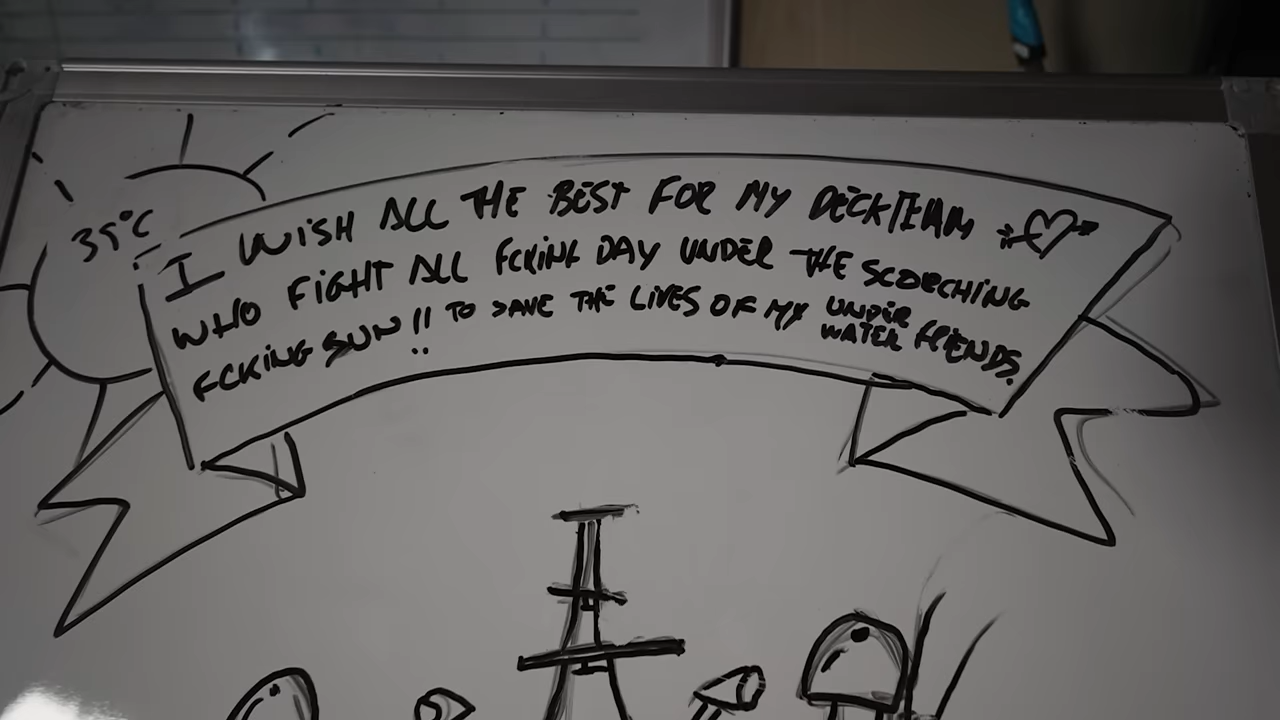 35°C
I WISH ALL THE BEST FOR MY DECKTEAM
WHO FIGHT ALL FCKING DAY UNDER THE SCORCHING
FCKING SUN!! TO SAVE THE LIVES OF MY UNDER WATER FRIENDS.